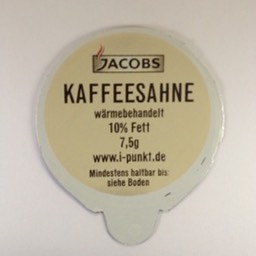 JACOBS
KAFFEESAHNE
wärmebehandelt
10% Fett
7,5g
www.i-punkt.de
Mindestens haltbar bis:
siehe Boden